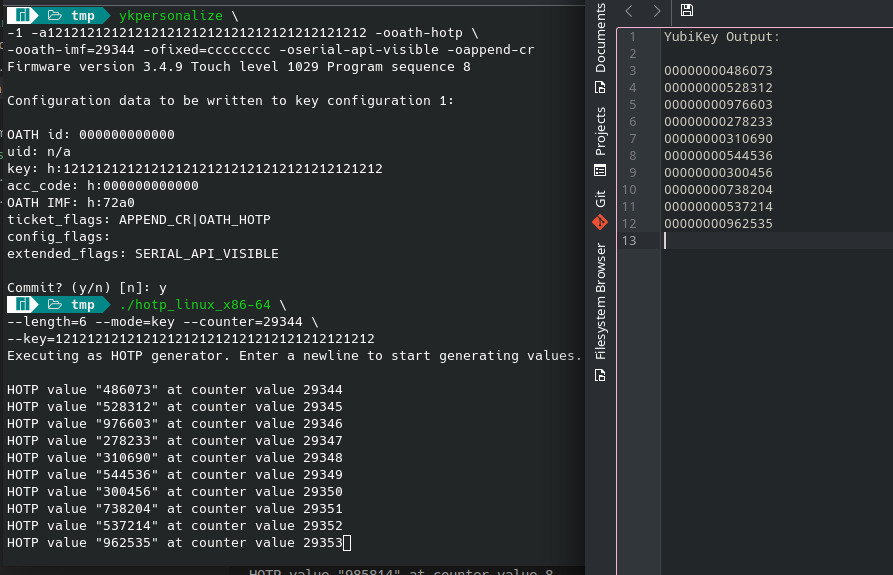 tmp ykpersonalize \
-1 -a1212121212121212121212121212121212121212 -ooath-hotp \
-ooath-imf=29344 -ofixed=cccccccc -oserial-api-visible -oappend-cr
Firmware version 3.4.9 Touch level 1029 Program sequence 8
Configuration data to be written to key configuration 1:
OATH id: 000000000000
uid: n/a
key: h:1212121212121212121212121212121212121212
acc_code: h:000000000000
OATH IMF: h:72a0
ticket_flags: APPEND_CR|OATH_HOTP
config_flags:
extended_flags: SERIAL_API_VISIBLE
Commit? (y/n) [n]: y
tmp ./hotp_linux_x86-64 \
--length=6 --mode=key --counter=29344 \
--key=1212121212121212121212121212121212121212
Executing as HOTP generator. Enter a newline to start generating values.
HOTP value "486073" at counter value 29344
HOTP value "528312" at counter value 29345
HOTP value "976603" at counter value 29346
HOTP value "278233" at counter value 29347
HOTP value "310690" at counter value 29348
HOTP value "544536" at counter value 29349
HOTP value "300456" at counter value 29350
HOTP value "738204" at counter value 29351
HOTP value "537214" at counter value 29352
HOTP value "962535" at counter value 29353
HOTP value "985814" at counter value 8
Documents
Projects
Git
Filesystem Browser
1 YubiKey Output:
2
3 00000000486073
4 00000000528312
5 00000000976603
6 00000000278233
7 00000000310690
8 00000000544536
9 00000000300456
10 00000000738204
11 00000000537214
12 00000000962535
13